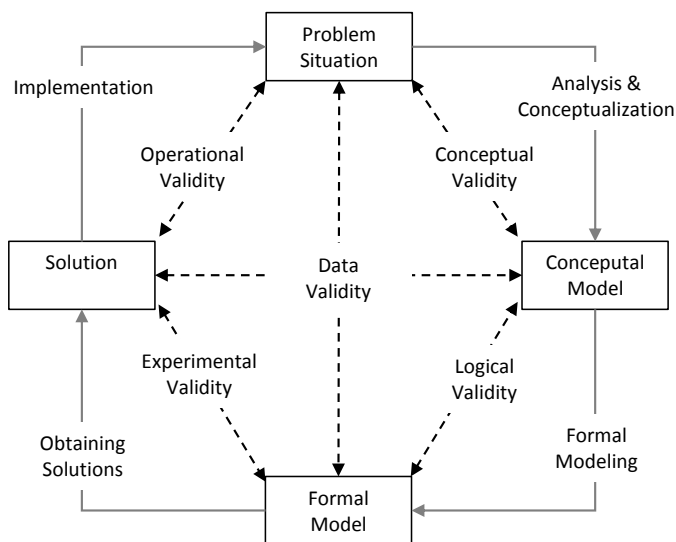 Problem
Situation
Implementation
Analysis &
Conceptualization
Operational
Validity
Conceptual
Validity
Solution
Data
Validity
Conceputal
Model
Experimental
Validity
Logical
Validity
Obtaining
Solutions
Formal
Modeling
Formal
Model